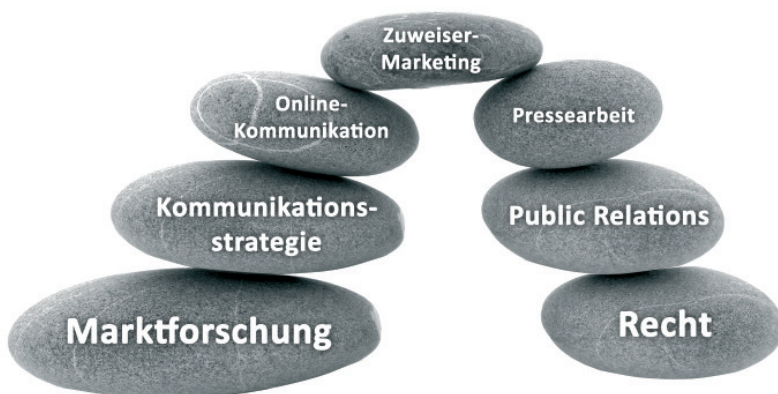 Zuweiser-
Marketing
Online-
Kommunikation
Pressearbeit
Kommunikations-
strategie
Public Relations
Marktforschung
Recht